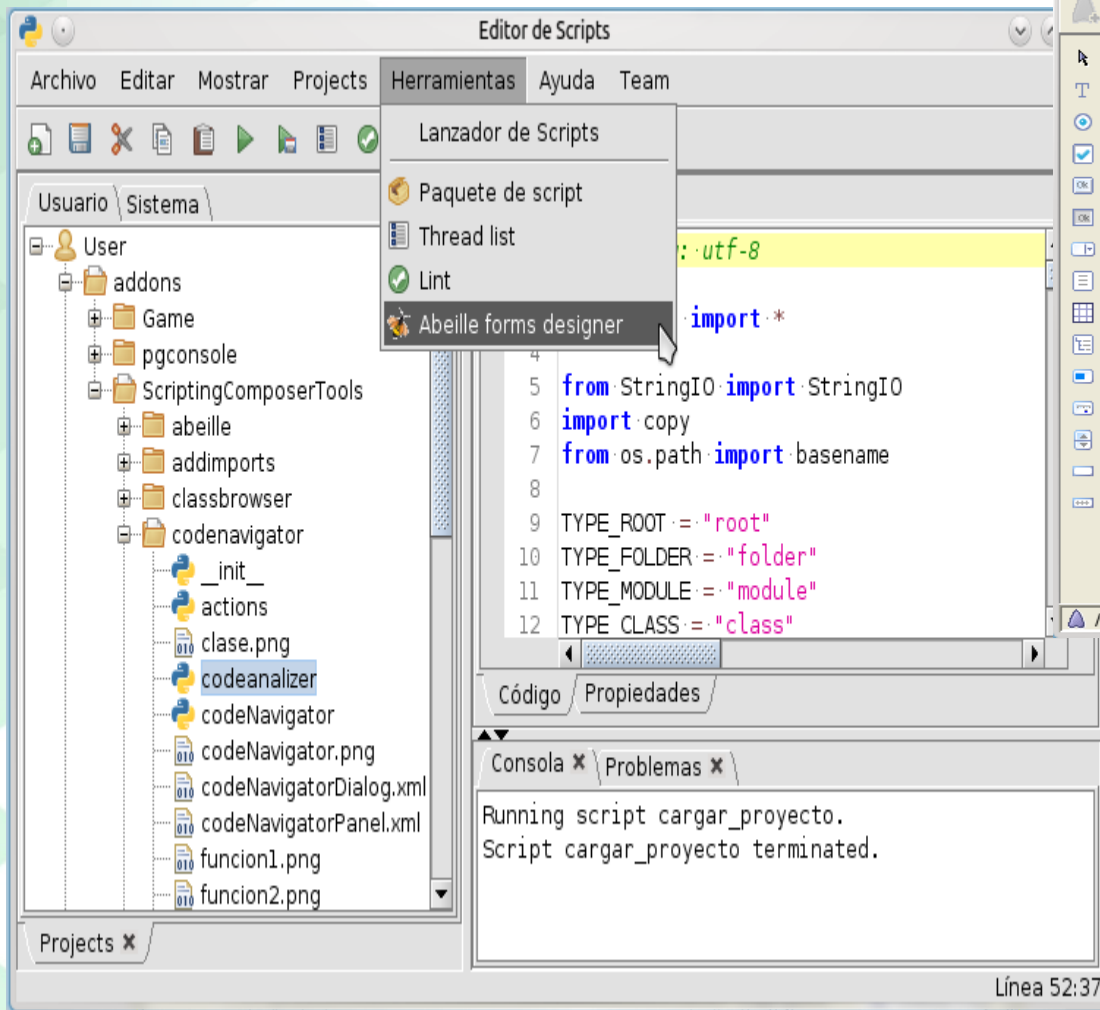 Editor de Scripts
Archivo Editar Mostrar Projects Herramientas Ayuda Team
Lanzador de Scripts
Paquete de script
Thread list
Lint
Abeille forms designer
Usuario Sistema
User
addons
Game
pgconsole
ScriptingComposerTools
abeille
addimports
classbrowser
codenavigator
__init__
actions
clase.png
codeanalizer
codeNavigator
codeNavigator.png
codeNavigatorDialog.xml
codeNavigatorPanel.xml
funcion1.png
funcion2.png
Projects
: utf-8
import *
4
5 from StringIO import StringIO
6 import copy
7 from os.path import basename
8
9 TYPE_ROOT = "root"
10 TYPE_FOLDER = "folder"
11 TYPE_MODULE = "module"
12 TYPE_CLASS = "class"
Código Propiedades
Consola Problemas
Running script cargar_proyecto.
Script cargar_proyecto terminated.
Línea 52:37
T
Ok
Ok